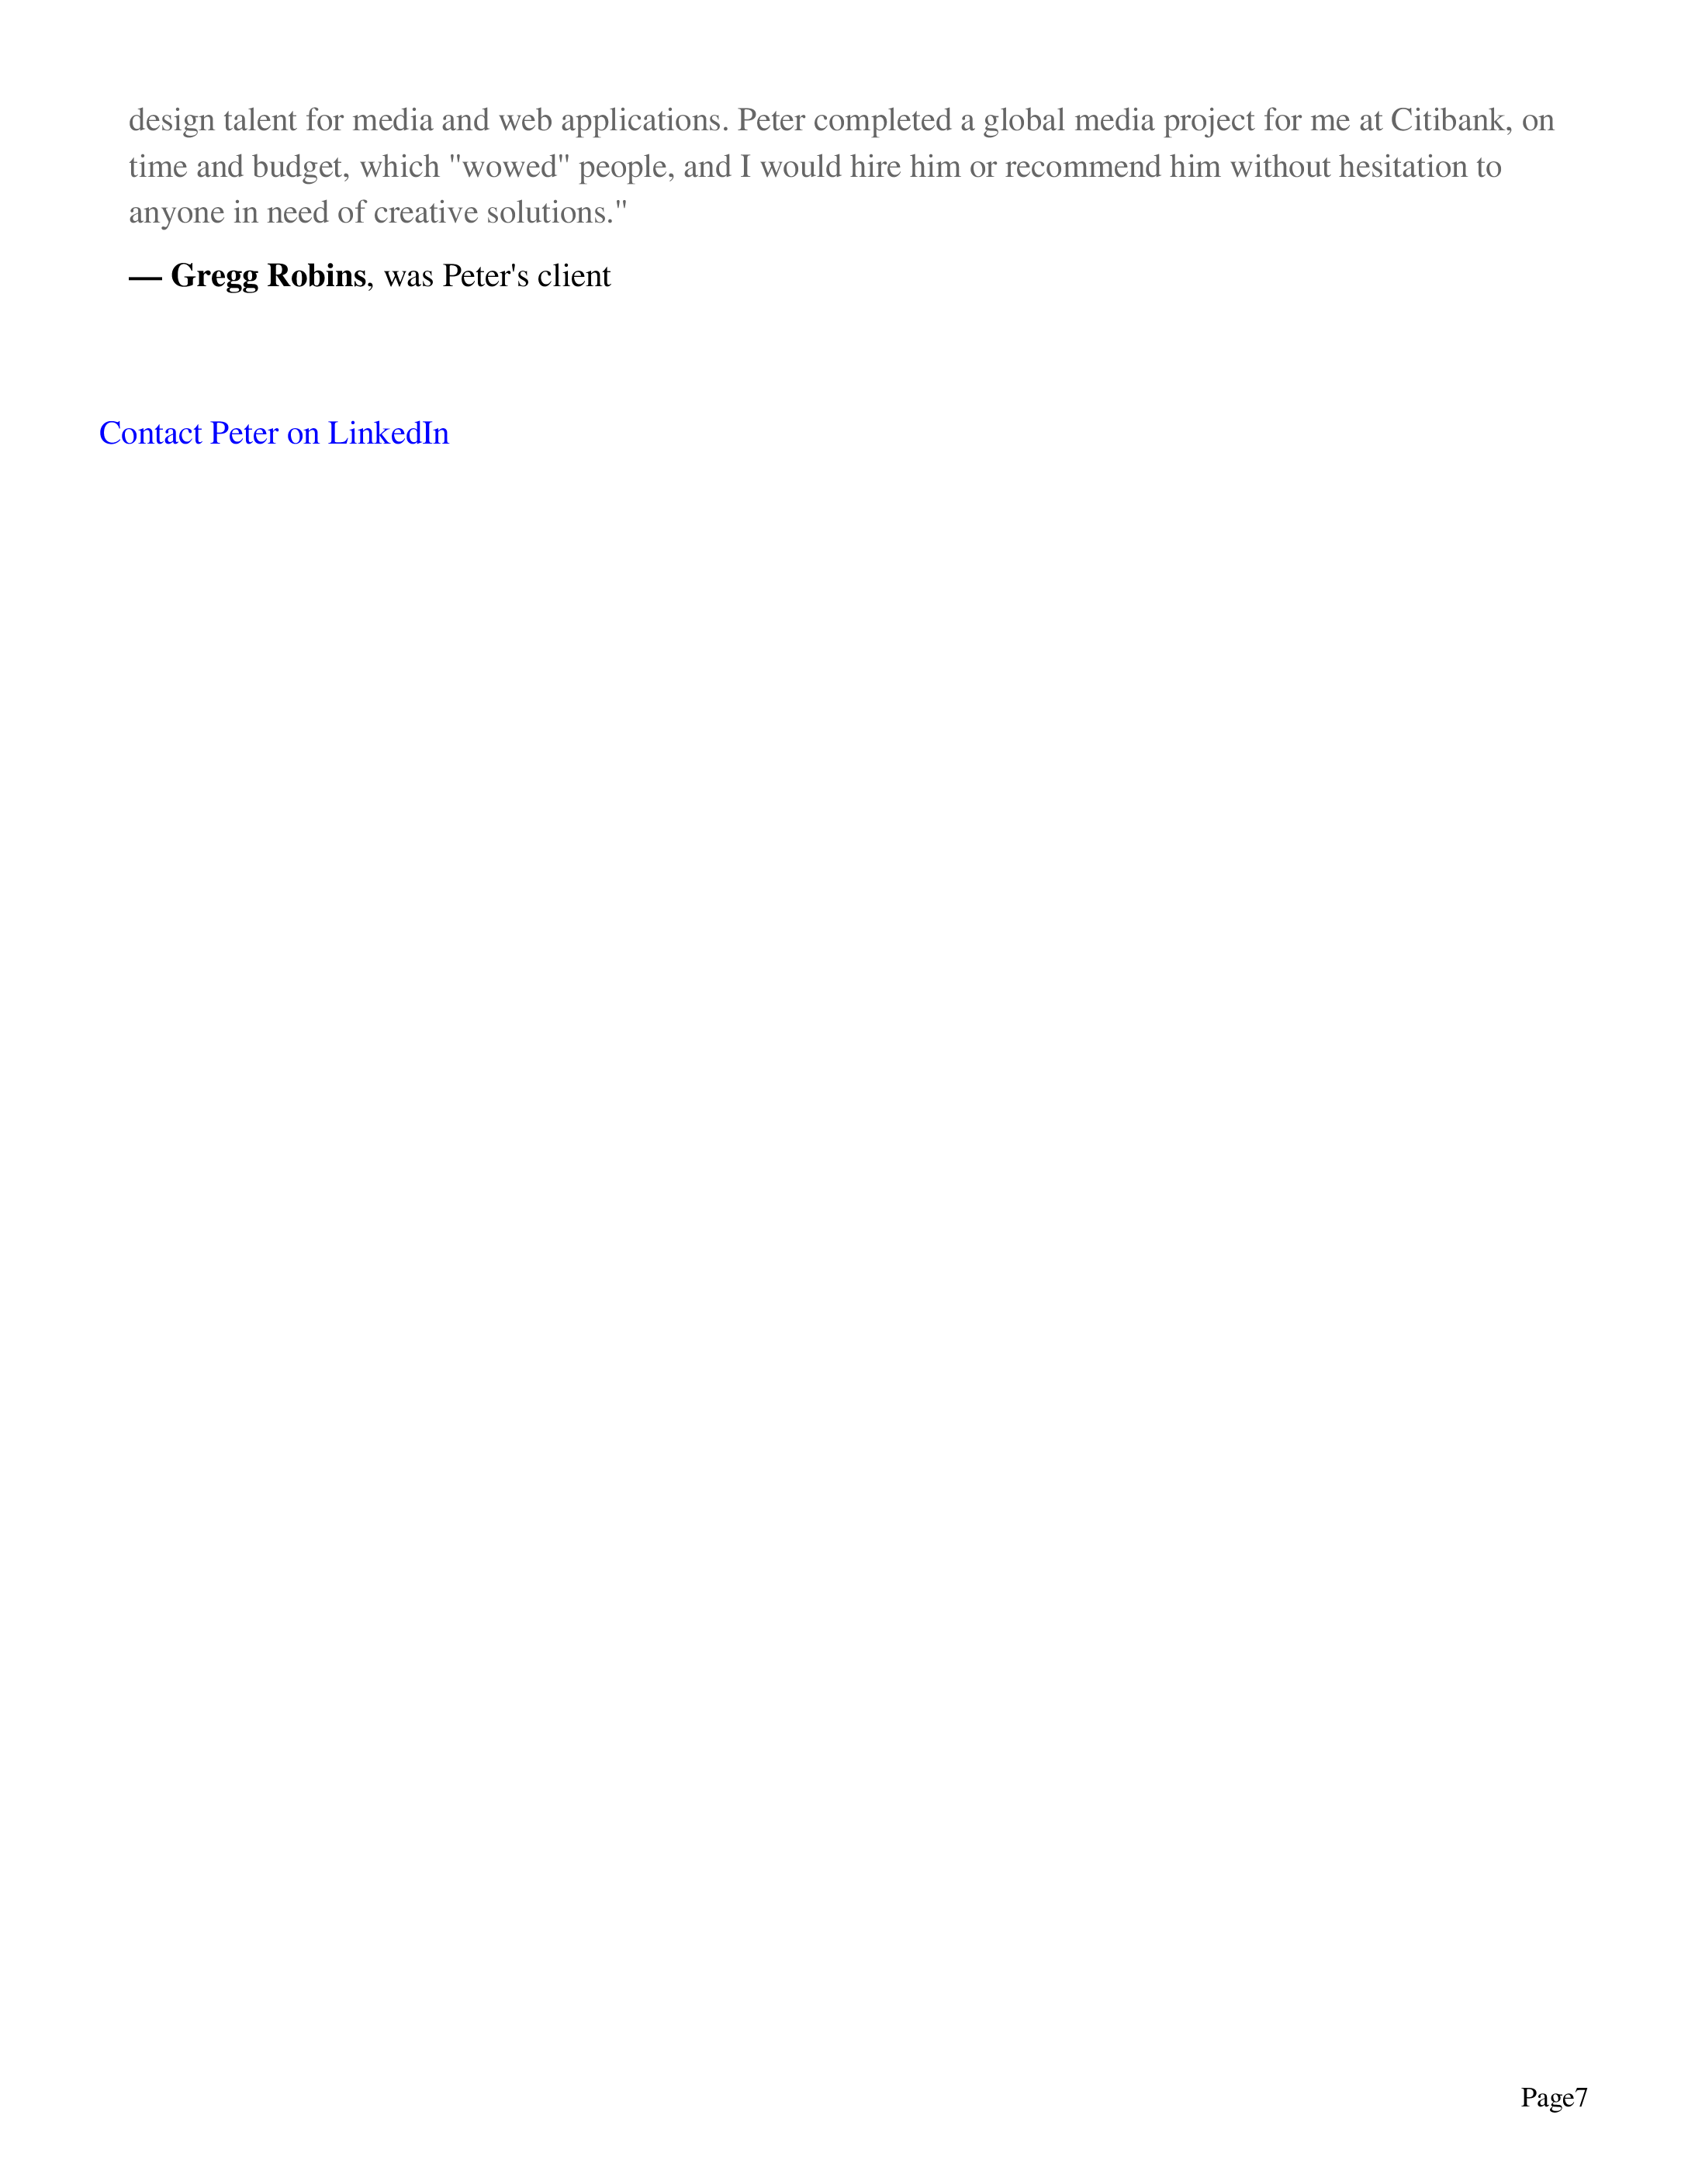 design talent for media and web applications. Peter completed a global media project for me at Citibank, on
time and budget, which "wowed" people, and I would hire him or recommend him without hesitation to
anyone in need of creative solutions."
— Gregg Robins, was Peter's client
Contact Peter on LinkedIn
Page7